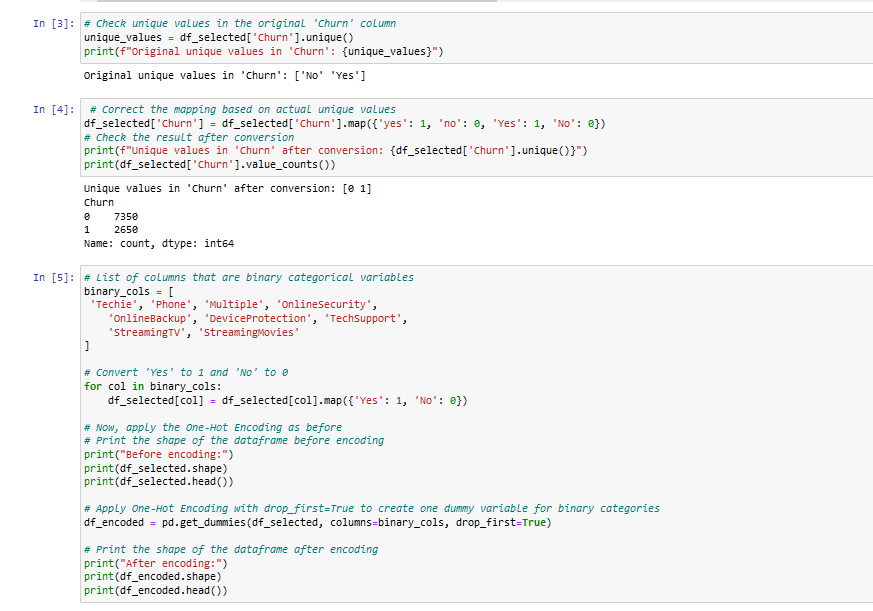 In [3]: # Check unique values in the original 'Churn' column
unique_values = df_selected['Churn'].unique()
print(f"Original unique values in 'Churn': {unique_values}")
Original unique values in 'Churn': ['No' 'Yes']
In [4]: # Correct the mapping based on actual unique values
df_selected['Churn'] = df_selected['Churn'].map({'yes': 1, 'no': 0, 'Yes': 1, 'No': 0})
# Check the result after conversion
print(f"Unique values in 'Churn' after conversion: {df_selected['Churn'].unique()}")
print(df_selected['Churn'].value_counts())
Unique values in 'Churn' after conversion: [0 1]
Churn
0    7350
1    2650
Name: count, dtype: int64
In [5]: # List of columns that are binary categorical variables
binary_cols = [
 'Techie', 'Phone', 'Multiple', 'OnlineSecurity',
    'OnlineBackup', 'DeviceProtection', 'TechSupport',
    'StreamingTV', 'StreamingMovies'
]
# Convert 'Yes' to 1 and 'No' to 0
for col in binary_cols:
    df_selected[col] = df_selected[col].map({'Yes': 1, 'No': 0})
# Now, apply the One-Hot Encoding as before
# Print the shape of the dataframe before encoding
print("Before encoding:")
print(df_selected.shape)
print(df_selected.head())
# Apply One-Hot Encoding with drop_first=True to create one dummy variable for binary categories
df_encoded = pd.get_dummies(df_selected, columns=binary_cols, drop_first=True)
# Print the shape of the dataframe after encoding
print("After encoding:")
print(df_encoded.shape)
print(df_encoded.head())